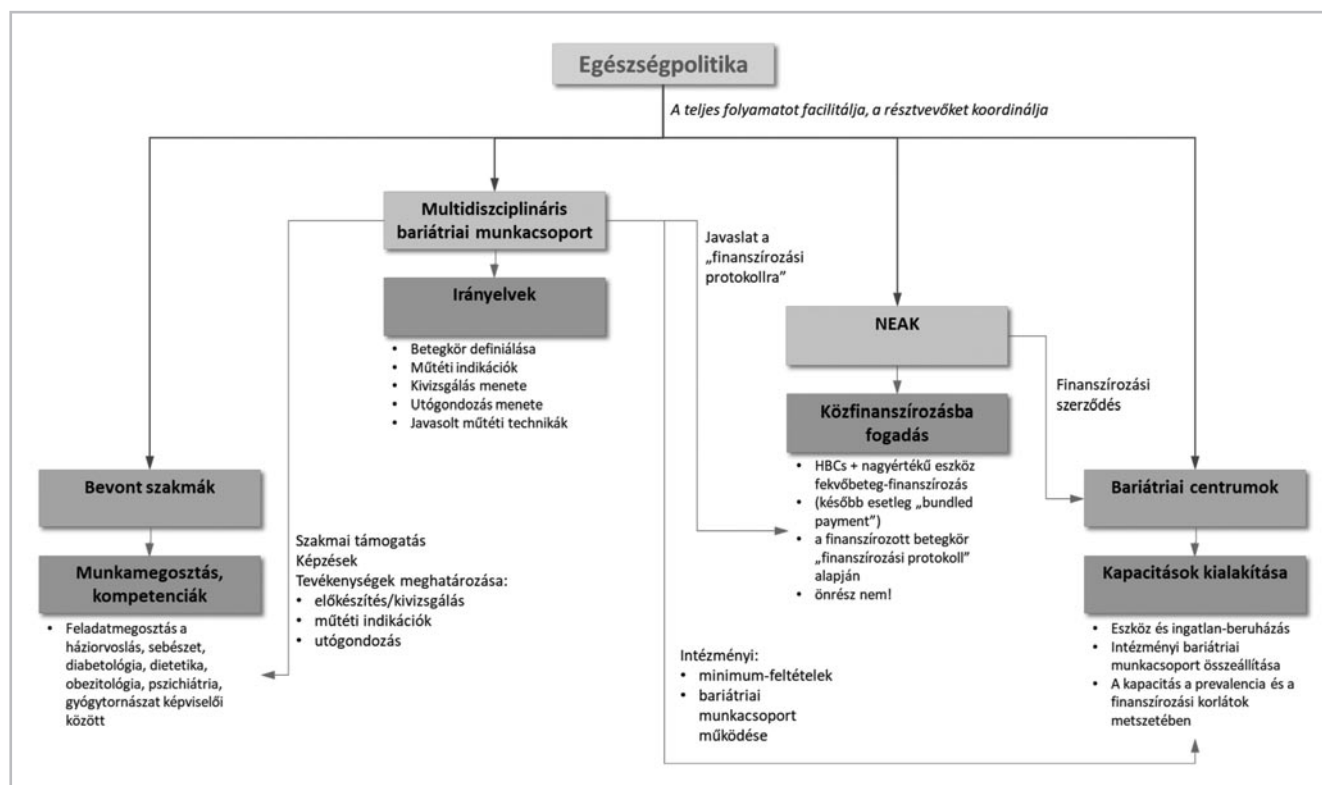 Egészségpolitika
A teljes folyamatot facilitálja, a résztvevőket koordinálja
Multidiszciplináris
bariátriai munkacsoport
Irányelvek
• Betegkör definiálása
• Műtéti indikációk
• Kivizsgálás menete
• Utógondozás menete
• Javasolt műtéti technikák
Javaslat a
„finanszírozási
protokollra”
NEAK
Közfinanszírozásba
fogadás
• HBCs + nagyértékű eszköz
fekvőbeteg-finanszírozás
• (később esetleg „bundled
payment”)
• a finanszírozott betegkör
„finanszírozási protokoll”
alapján
• önrész nem!
Finanszírozási
szerződés
Bevont szakmák
Munkamegosztás,
kompetenciák
• Feladatmegosztás a
háziorvoslás, sebészet,
diabetológia, dietetika,
obezitológia, pszichiátria,
gyógytornászat képviselői
között
Szakmai támogatás
Képzések
Tevékenységek meghatározása:
• előkészítés/kivizsgálás
• műtéti indikációk
• utógondozás
Intézményi:
• minimum-feltételek
• bariátriai
munkacsoport
működése
Bariátriai centrumok
Kapacitások kialakítása
• Eszköz és ingatlan-beruházás
• Intézményi bariátriai
munkacsoport összeállítása
• A kapacitás a prevalencia és a
finanszírozási korlátok
metszetében